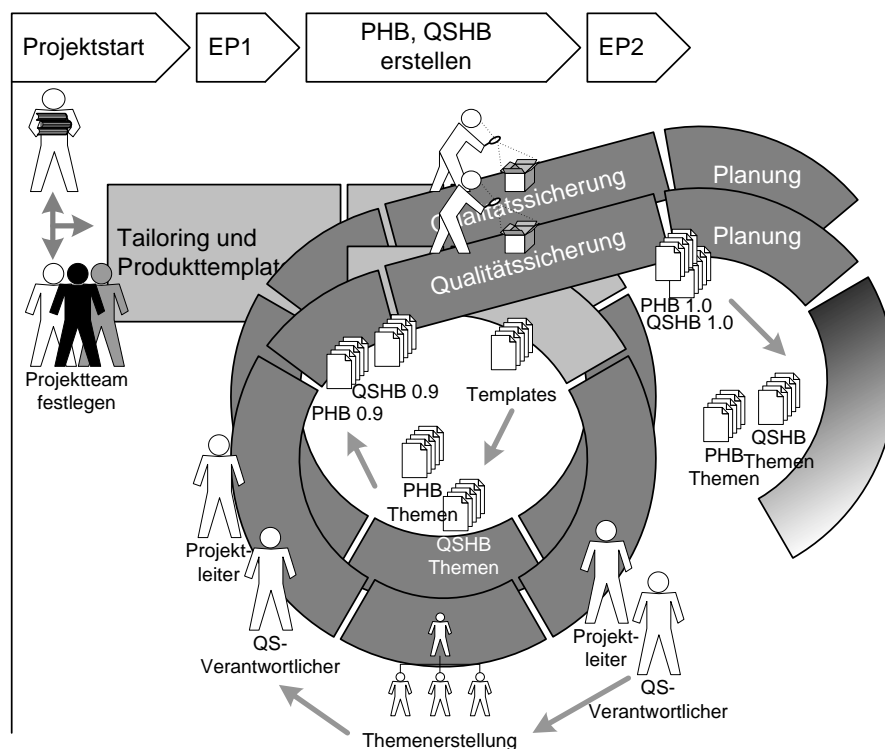 Projektstart
EP1
PHB, QSHB
erstellen
EP2
Tailoring und
Produkttemplat
Qualitätssicherung
Planung
Qualitätssicherung
Planung
Projektteam
festlegen
PHB 1.0
QSHB 1.0
QSHB 0.9
PHB 0.9
Templates
PHB
Themen
QSHB
Themen
PHB
Themen
QSHB
Themen
Projekt-
leiter
QS-
Verantwortlicher
Projekt-
leiter
QS-
Verantwortlicher
Themenerstellung